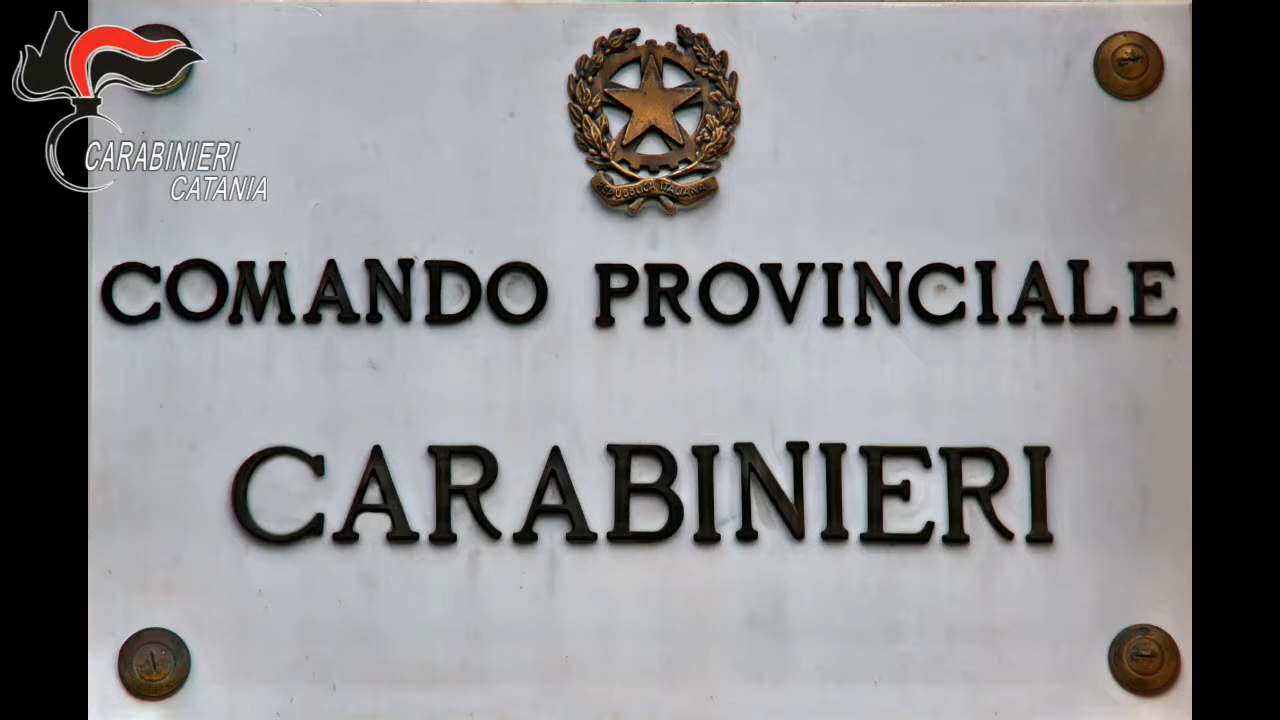 CARABINIERI
CATANIA
REPUBBLICA ITALIANA
COMANDO PROVINCIALE
CARABINIERI